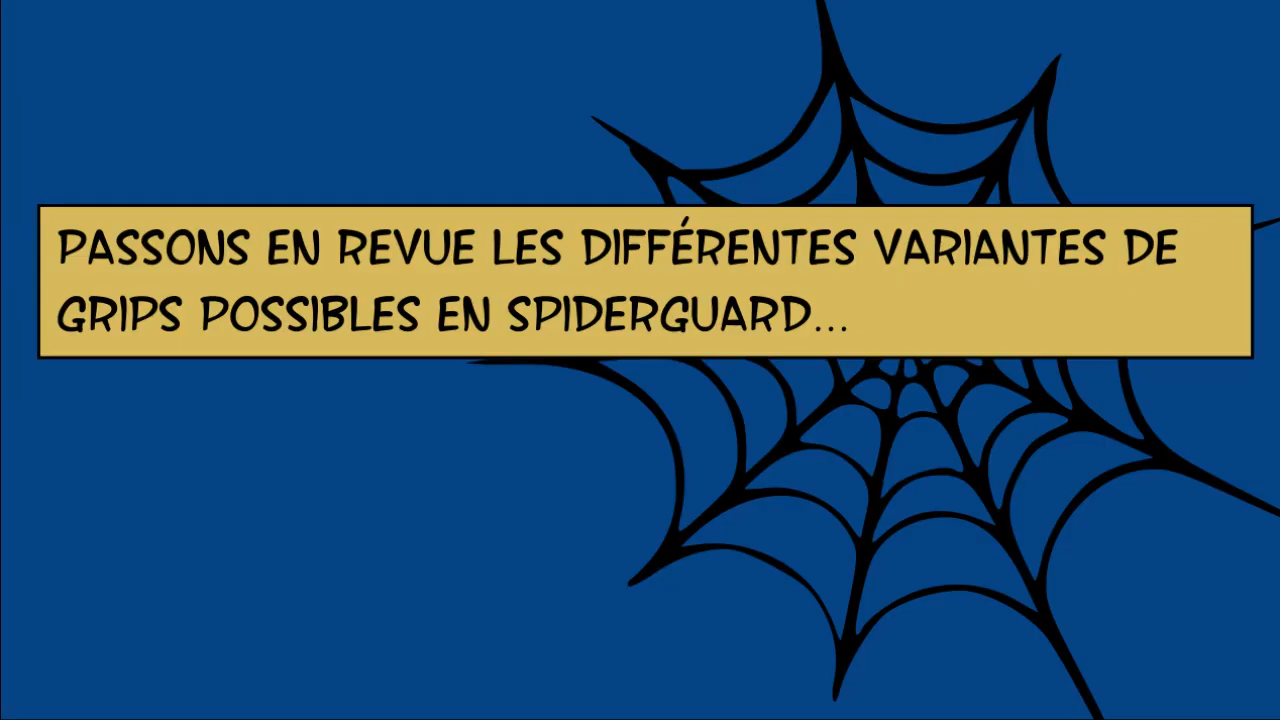 PASSONS EN REVUE LES DIFFÉRENTES VARIANTES DE
GRIPS POSSIBLES EN SPIDERGUARD...